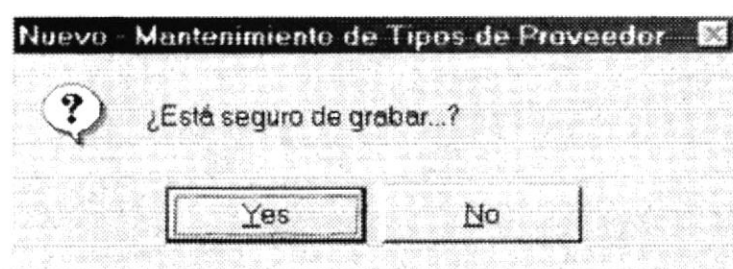 Nuevo - Mantenimiento de Tipos de Proveedor
?
¿Está seguro de grabar...?
Yes
No